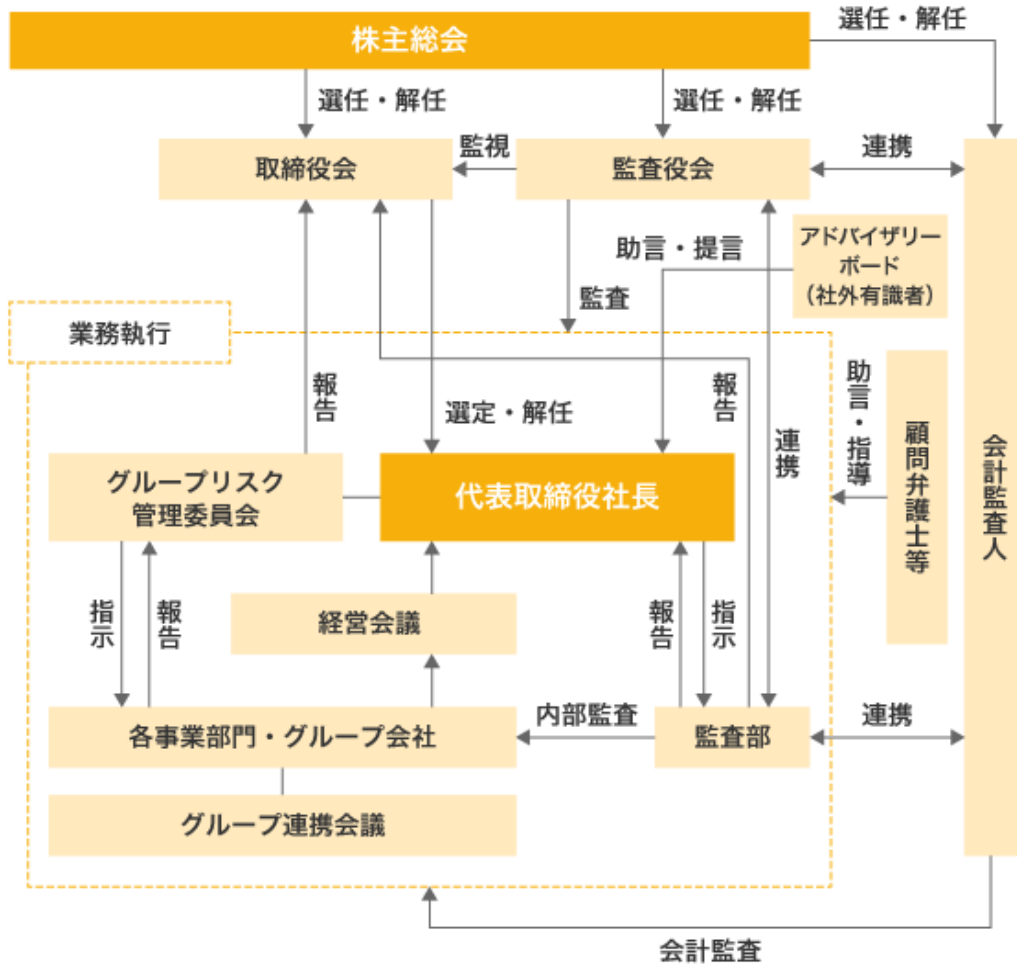 株主総会
選任・解任
選任・解任
選任・解任
取締役会
監視
監査役会
連携
アドバイザリー
ボード
（社外有識者）
助言・提言
監査
業務執行
報告
選定・解任
報告
連携
助言・指導
顧問弁護士等
会計監査人
グループリスク
管理委員会
代表取締役社長
指示
報告
経営会議
報告
指示
各事業部門・グループ会社
内部監査
監査部
連携
グループ連携会議
会計監査